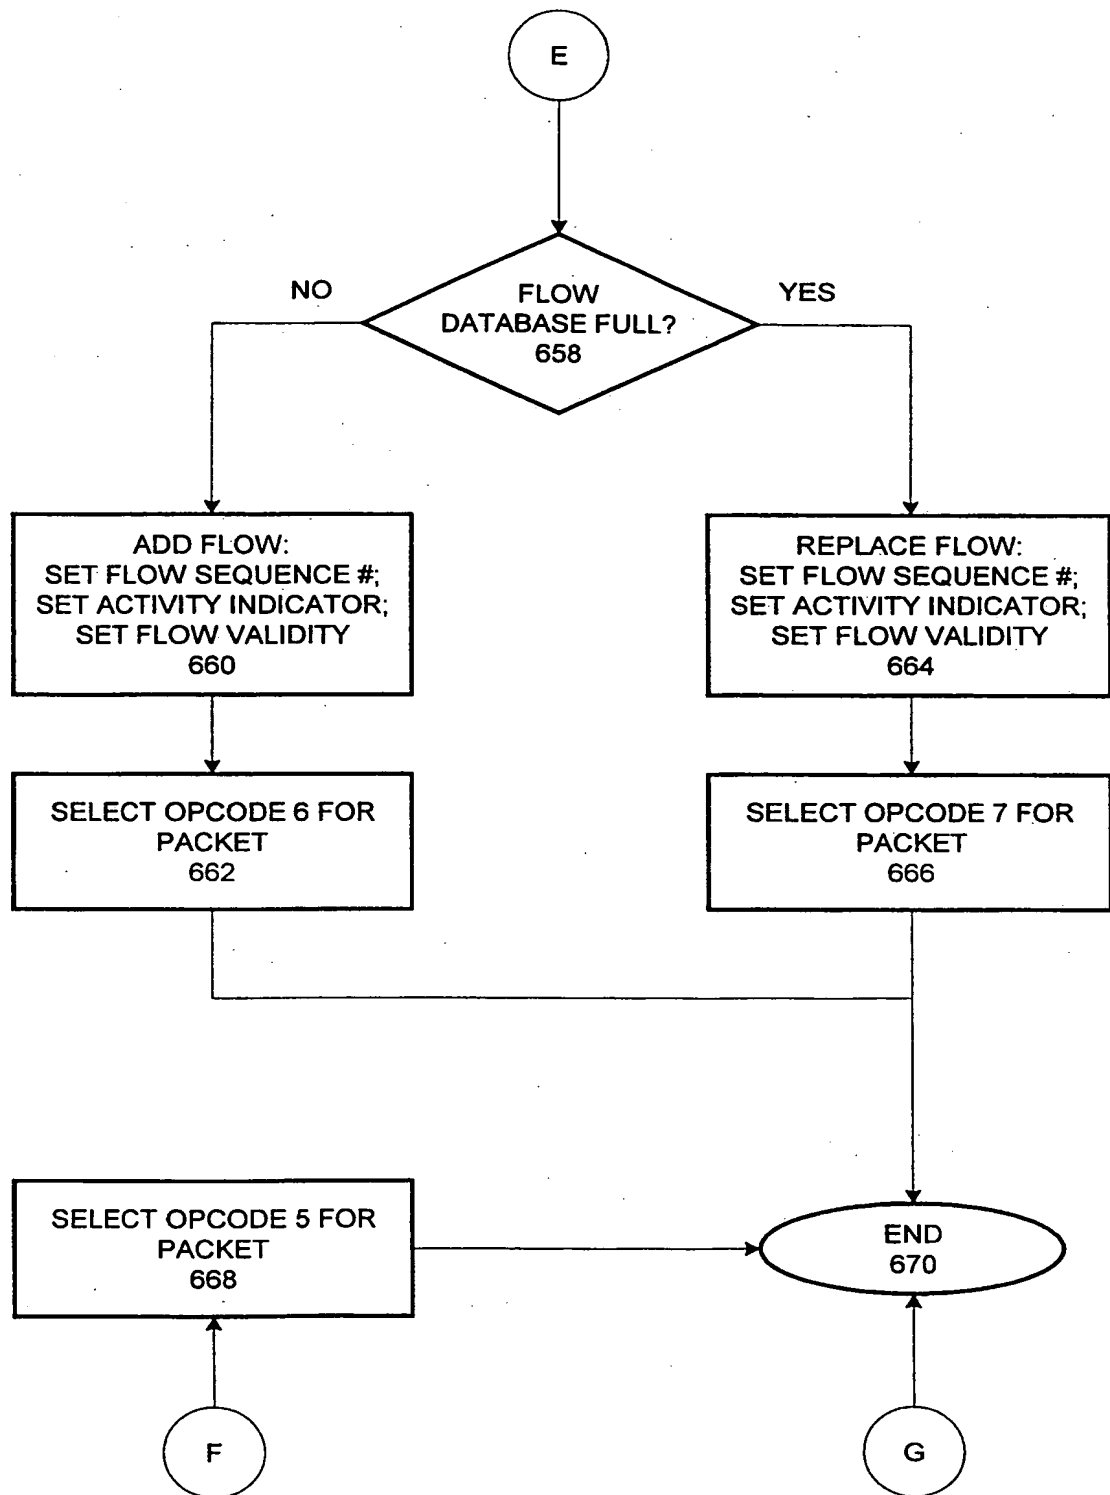 E
NO
YES
FLOW
DATABASE FULL?
658
ADD FLOW:
SET FLOW SEQUENCE #;
SET ACTIVITY INDICATOR;
SET FLOW VALIDITY
660
REPLACE FLOW:
SET FLOW SEQUENCE #;
SET ACTIVITY INDICATOR;
SET FLOW VALIDITY
664
SELECT OPCODE 6 FOR
PACKET
662
SELECT OPCODE 7 FOR
PACKET
666
SELECT OPCODE 5 FOR
PACKET
668
END
670
F
G